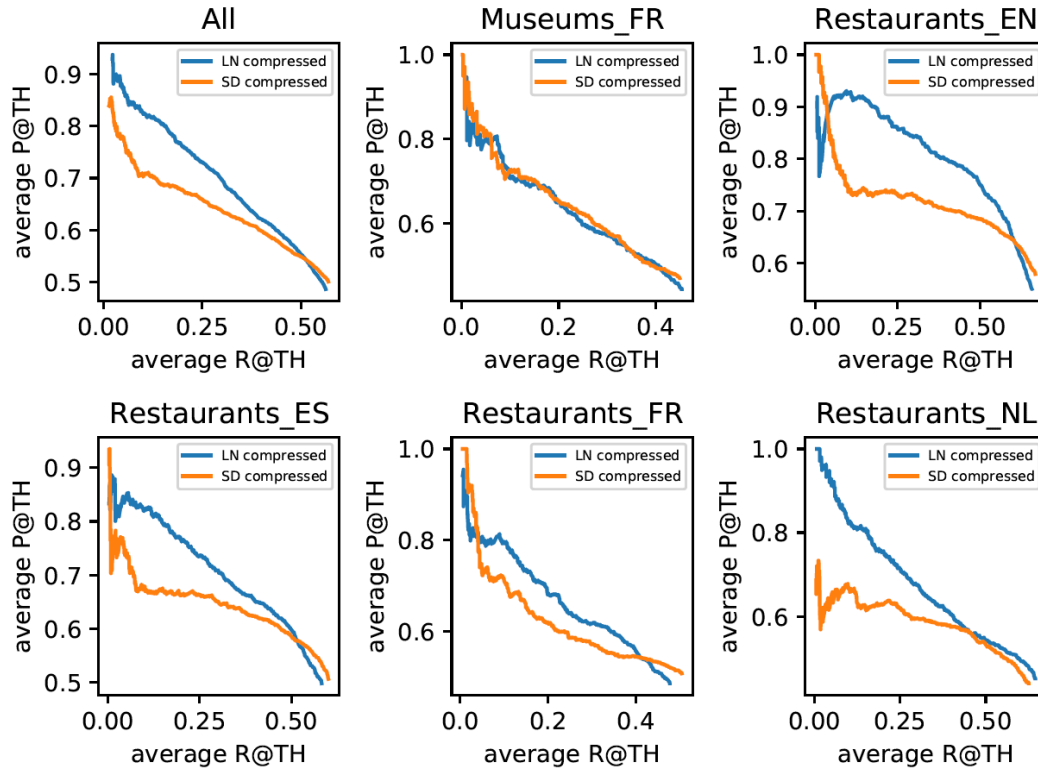 All
Museums_FR
Restaurants_EN
0.9
0.8
0.7
0.6
0.5
average P@TH
LN compressed
SD compressed
0.00
0.25
0.50
average R@TH
1.0
0.8
0.6
average P@TH
LN compressed
SD compressed
0.0
0.2
0.4
average R@TH
1.0
0.9
0.8
0.7
0.6
average P@TH
LN compressed
SD compressed
0.00
0.25
0.50
average R@TH
Restaurants_ES
Restaurants_FR
Restaurants_NL
0.9
0.8
0.7
0.6
0.5
average P@TH
LN compressed
SD compressed
0.00
0.25
0.50
average R@TH
1.0
0.8
0.6
average P@TH
LN compressed
SD compressed
0.0
0.2
0.4
average R@TH
1.0
0.8
0.6
average P@TH
LN compressed
SD compressed
0.00
0.25
0.50
average R@TH